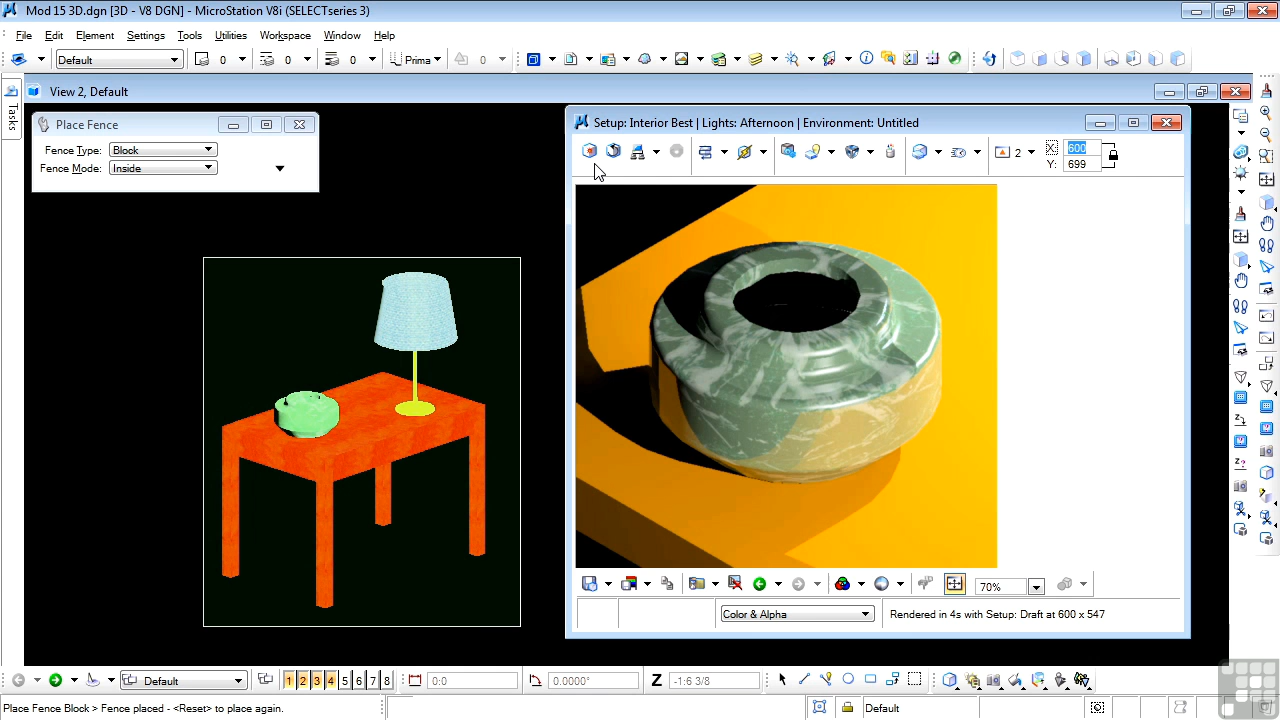 Mod 15 3D.dgn [3D - V8 DGN] - MicroStation V8i (SELECTseries 3)
File Edit Element Settings Tools Utilities Workspace Window Help
Default 0 0 0 Prima 0
Tasks
View 2, Default
Place Fence
Fence Type: Block
Fence Mode: Inside
Setup: Interior Best | Lights: Afternoon | Environment: Untitled
2 X: 600
Y: 699
70%
Color & Alpha Rendered in 4s with Setup: Draft at 600 x 547
Default 1 2 3 4 5 6 7 8 0:0 0.0000° Z -1:6 3/8
Place Fence Block > Fence placed - <Reset> to place again. Default